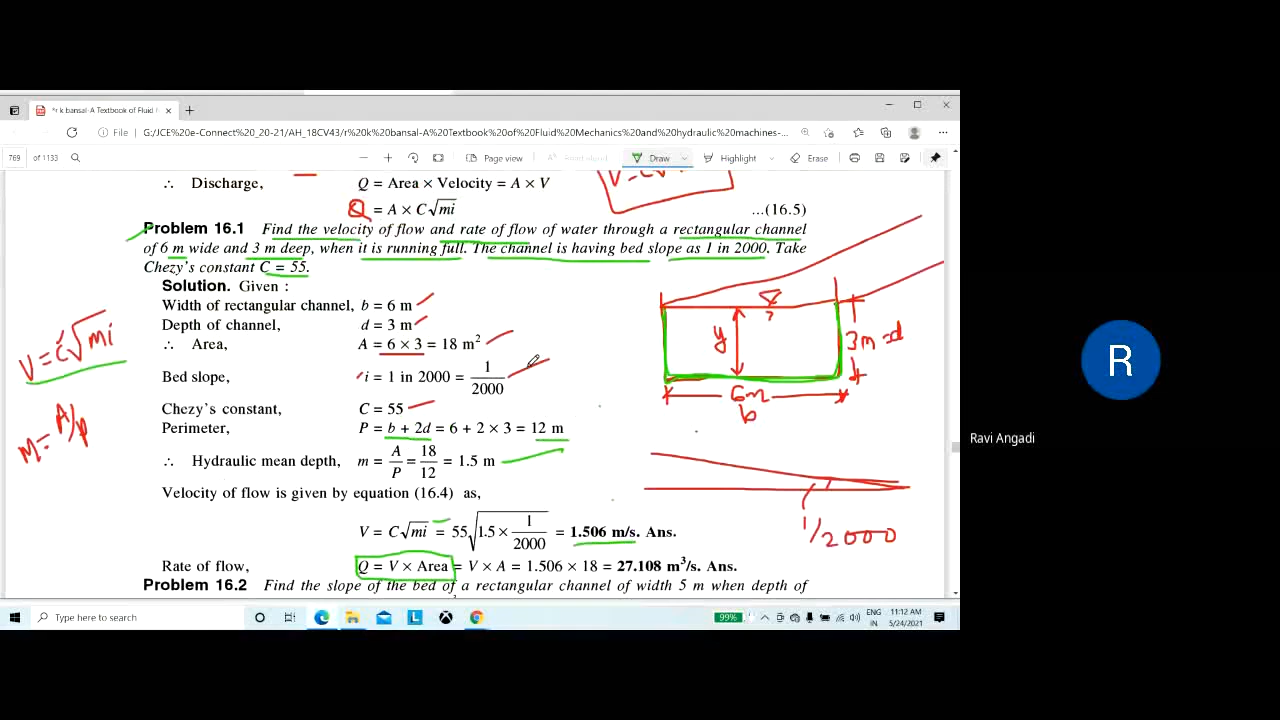 *r k bansal-A Textbook of Fluid
File
G:/JCE%20e-Connect%20_20-21/AH_18CV43/r%20k%20bansal-A%20Textbook%20of%20Fluid%20Mechanics%20and%20hydraulic%20machines-...
769 of 1133
Page view
Draw
Highlight
Erase
∴ Discharge, Q = Area × Velocity = A × V
Q = A × C√mi ...(16.5)
Problem 16.1 Find the velocity of flow and rate of flow of water through a rectangular channel
of 6 m wide and 3 m deep, when it is running full. The channel is having bed slope as 1 in 2000. Take
Chezy's constant C = 55.
Solution. Given :
Width of rectangular channel, b = 6 m
Depth of channel, d = 3 m
∴ Area, A = 6 × 3 = 18 m²
Bed slope, i = 1 in 2000 = 1/2000
Chezy's constant, C = 55
Perimeter, P = b + 2d = 6 + 2 × 3 = 12 m
∴ Hydraulic mean depth, m = A/P = 18/12 = 1.5 m
Velocity of flow is given by equation (16.4) as,
V = C√mi = 55√1.5 × 1/2000 = 1.506 m/s. Ans.
Rate of flow, Q = V × Area = V × A = 1.506 × 18 = 27.108 m³/s. Ans.
Problem 16.2 Find the slope of the bed of a rectangular channel of width 5 m when depth of
V = C√mi
m = A/P
y
3m = d
6m
b
1/2000
R
Ravi Angadi
Type here to search
99%
ENG
IN
11:12 AM
5/24/2021